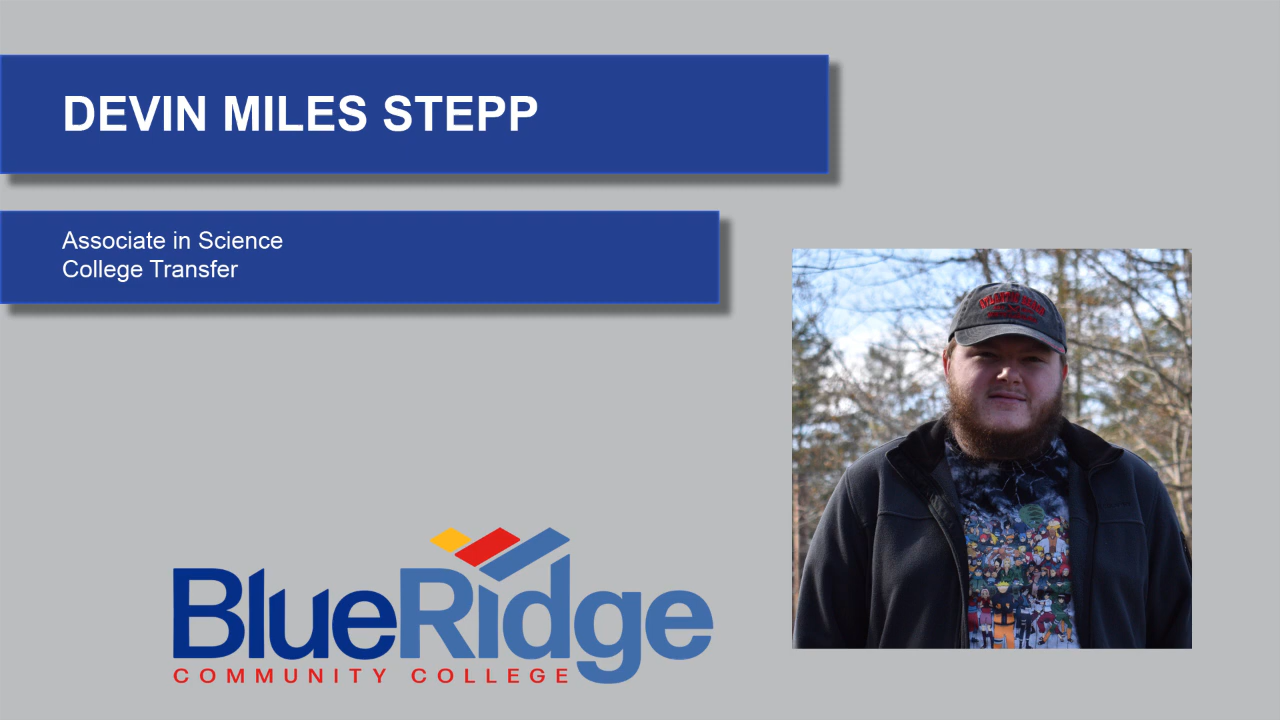 DEVIN MILES STEPP
Associate in Science
College Transfer
BlueRidge
COMMUNITY COLLEGE